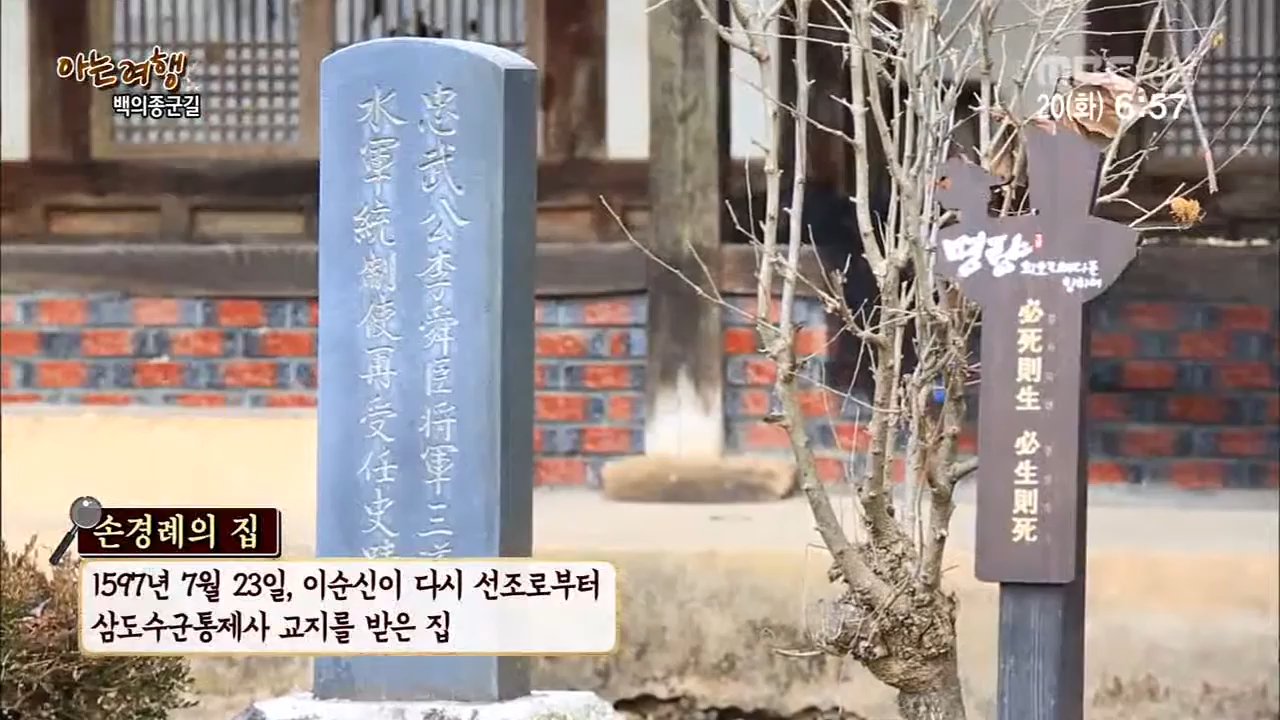 아는여행
백의종군길
20(화) 6:57
忠武公李舜臣将軍三道
水軍統制使再受任史蹟
명량
必死則生 必生則死
손경례의 집
1597년 7월 23일, 이순신이 다시 선조로부터
삼도수군통제사 교지를 받은 집